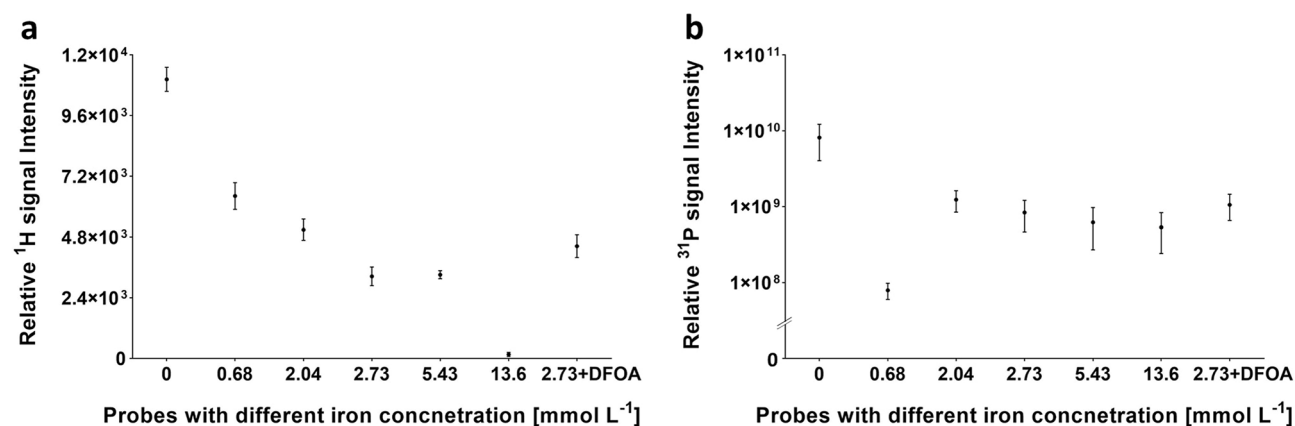 a
1.2×10⁴
9.6×10³
7.2×10³
4.8×10³
2.4×10³
0
Relative ¹H signal Intensity
0 0.68 2.04 2.73 5.43 13.6 2.73+DFOA
Probes with different iron concnetration [mmol L⁻¹]
b
1×10¹¹
1×10¹⁰
1×10⁹
1×10⁸
0
Relative ³¹P signal Intensity
0 0.68 2.04 2.73 5.43 13.6 2.73+DFOA
Probes with different iron concnetration [mmol L⁻¹]